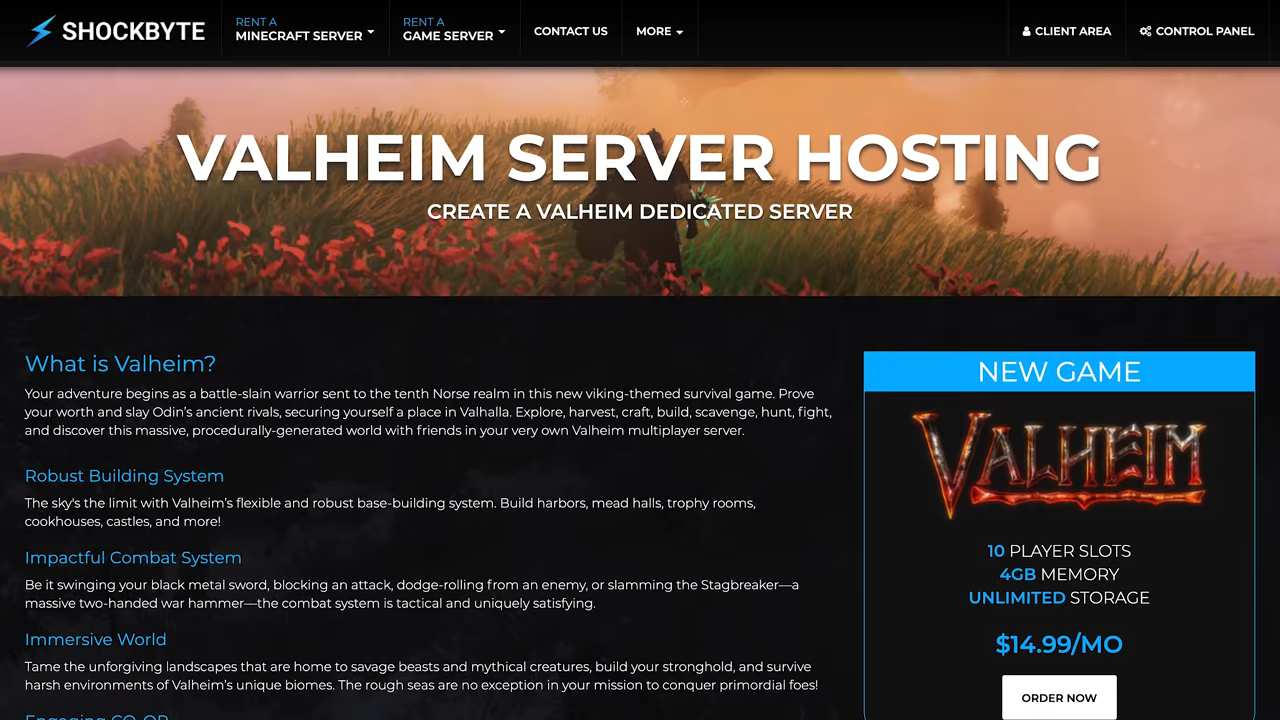 SHOCKBYTE
RENT A
MINECRAFT SERVER
RENT A
GAME SERVER
CONTACT US
MORE
CLIENT AREA
CONTROL PANEL
VALHEIM SERVER HOSTING
CREATE A VALHEIM DEDICATED SERVER
What is Valheim?
Your adventure begins as a battle-slain warrior sent to the tenth Norse realm in this new viking-themed survival game. Prove
your worth and slay Odin's ancient rivals, securing yourself a place in Valhalla. Explore, harvest, craft, build, scavenge, hunt, fight,
and discover this massive, procedurally-generated world with friends in your very own Valheim multiplayer server.
Robust Building System
The sky's the limit with Valheim's flexible and robust base-building system. Build harbors, mead halls, trophy rooms,
cookhouses, castles, and more!
Impactful Combat System
Be it swinging your black metal sword, blocking an attack, dodge-rolling from an enemy, or slamming the Stagbreaker—a
massive two-handed war hammer—the combat system is tactical and uniquely satisfying.
Immersive World
Tame the unforgiving landscapes that are home to savage beasts and mythical creatures, build your stronghold, and survive
harsh environments of Valheim's unique biomes. The rough seas are no exception in your mission to conquer primordial foes!
Engaging CO-OP
NEW GAME
VALHEIM
10 PLAYER SLOTS
4GB MEMORY
UNLIMITED STORAGE
$14.99/MO
ORDER NOW